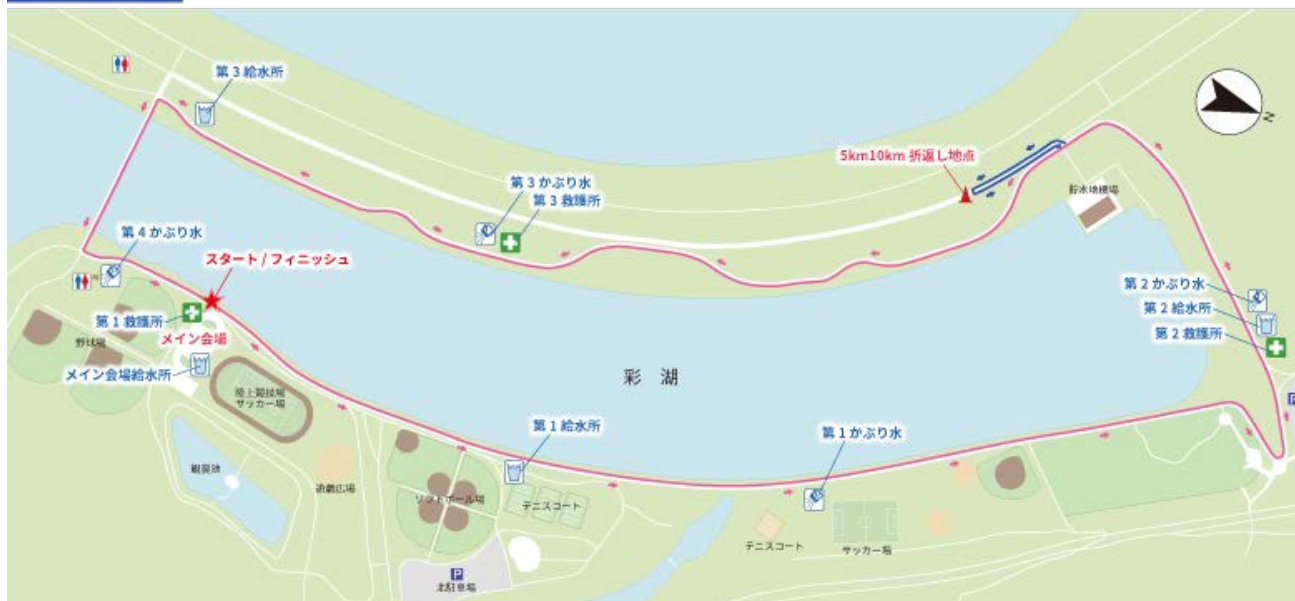 第3給水所
N
5km10km 折返し地点
第3かぶり水
第3救護所
貯水池機場
第4かぶり水
スタート / フィニッシュ
第2かぶり水
第2給水所
第2救護所
第1救護所
メイン会場
野球場
メイン会場給水所
彩 湖
陸上競技場
サッカー場
第1給水所
第1かぶり水
P
観景池
遊戯広場
ソフトボール場
テニスコート
テニスコート
サッカー場
P
北駐車場